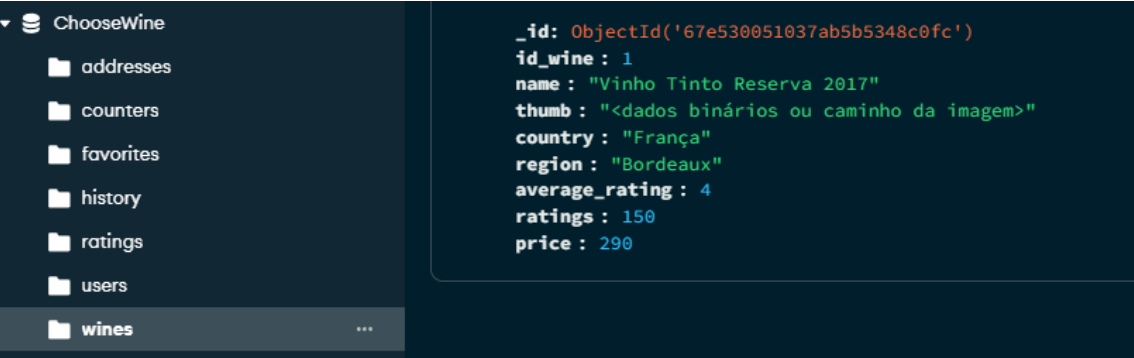 ChooseWine
addresses
counters
favorites
history
ratings
users
wines
_id: ObjectId('67e530051037ab5b5348c0fc')
id_wine : 1
name : "Vinho Tinto Reserva 2017"
thumb : "<dados binários ou caminho da imagem>"
country : "França"
region : "Bordeaux"
average_rating : 4
ratings : 150
price : 290